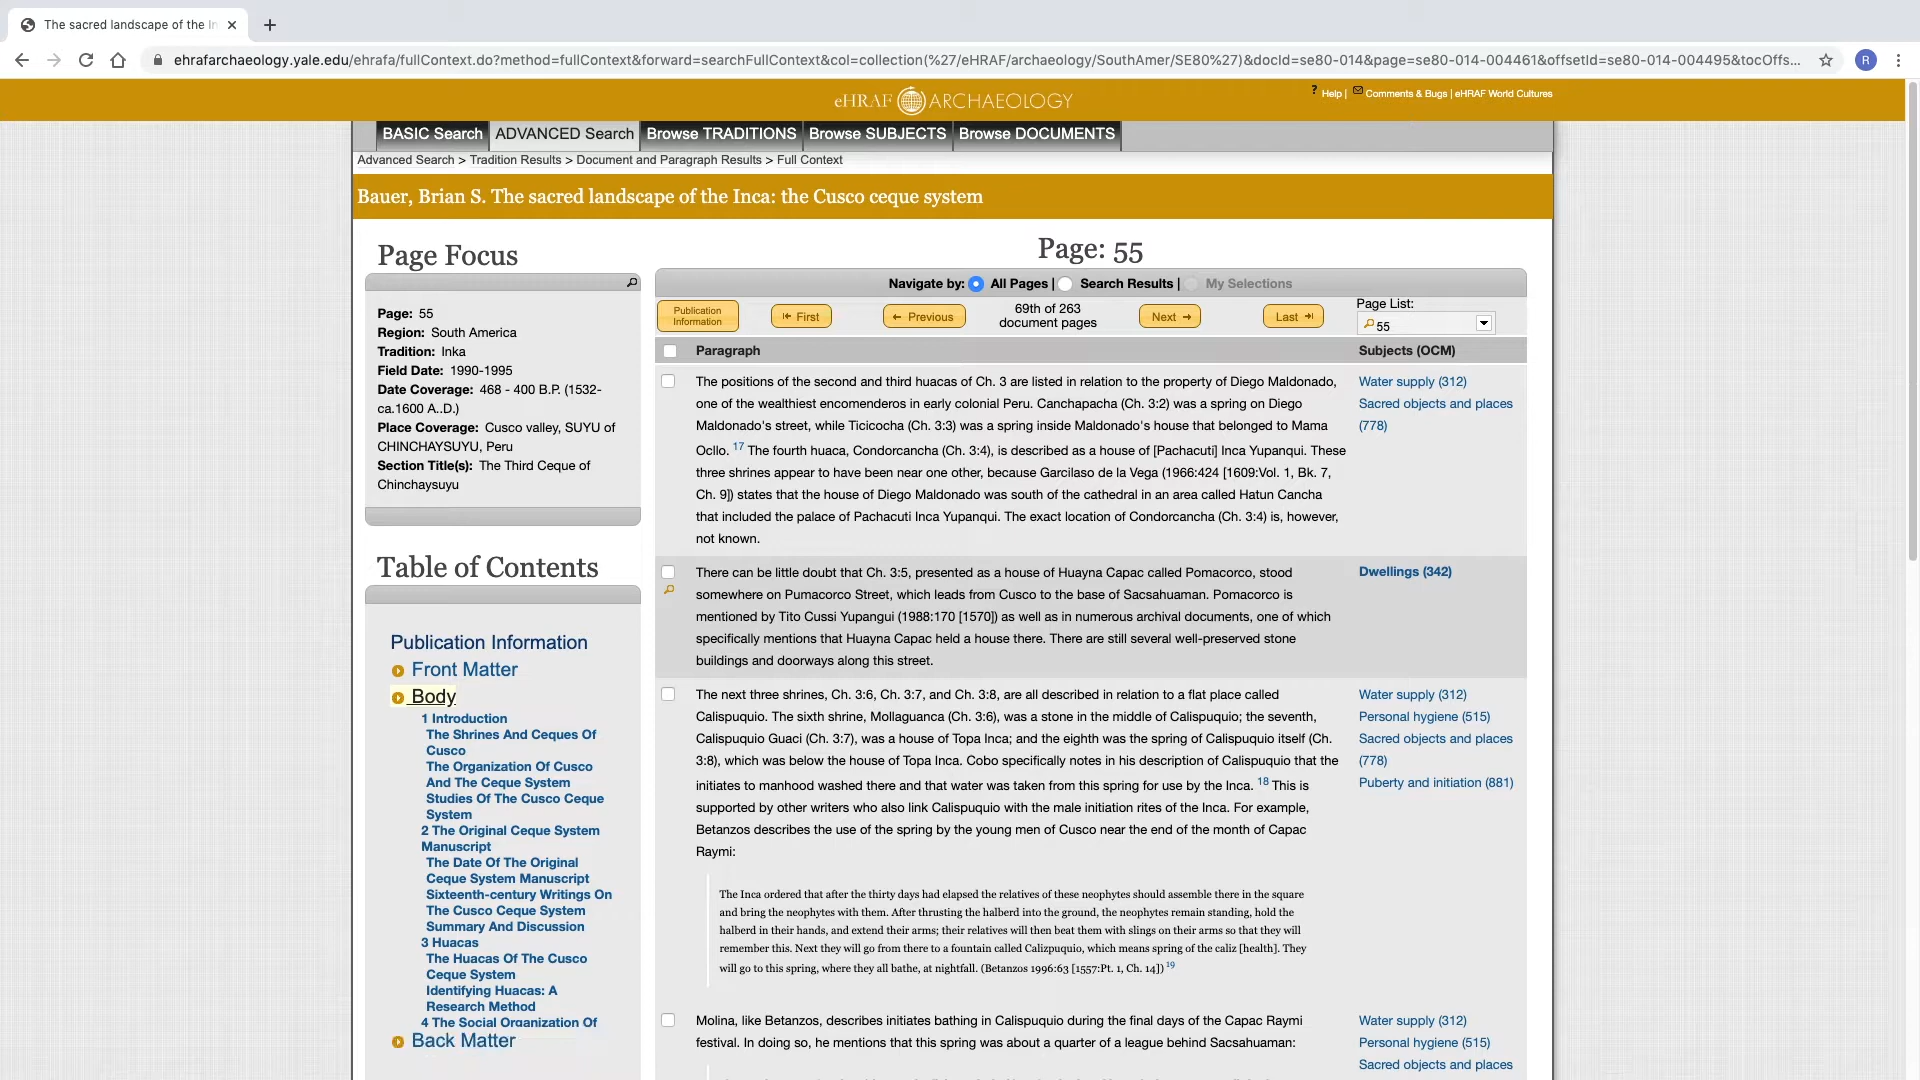 The sacred landscape of the In
ehrafarchaeology.yale.edu/ehrafa/fullContext.do?method=fullContext&forward=searchFullContext&col=collection(%27/eHRAF/archaeology/SouthAmer/SE80%27)&docId=se80-014&page=se80-014-004461&offsetId=se80-014-004495&tocOffs...
R
eHRAF ARCHAEOLOGY
? Help | Comments & Bugs | eHRAF World Cultures
BASIC Search
ADVANCED Search
Browse TRADITIONS
Browse SUBJECTS
Browse DOCUMENTS
Advanced Search > Tradition Results > Document and Paragraph Results > Full Context
Bauer, Brian S. The sacred landscape of the Inca: the Cusco ceque system
Page Focus
Page: 55
Region: South America
Tradition: Inka
Field Date: 1990-1995
Date Coverage: 468 - 400 B.P. (1532-
ca.1600 A..D.)
Place Coverage: Cusco valley, SUYU of
CHINCHAYSUYU, Peru
Section Title(s): The Third Ceque of
Chinchaysuyu
Table of Contents
Publication Information
Front Matter
Body
1 Introduction
The Shrines And Ceques Of
Cusco
The Organization Of Cusco
And The Ceque System
Studies Of The Cusco Ceque
System
2 The Original Ceque System
Manuscript
The Date Of The Original
Ceque System Manuscript
Sixteenth-century Writings On
The Cusco Ceque System
Summary And Discussion
3 Huacas
The Huacas Of The Cusco
Ceque System
Identifying Huacas: A
Research Method
4 The Social Organization Of
Back Matter
Page: 55
Navigate by: All Pages | Search Results | My Selections
Publication
Information
First
Previous
69th of 263
document pages
Next
Last
Page List:
55
Paragraph
Subjects (OCM)
The positions of the second and third huacas of Ch. 3 are listed in relation to the property of Diego Maldonado,
one of the wealthiest encomenderos in early colonial Peru. Canchapacha (Ch. 3:2) was a spring on Diego
Maldonado's street, while Ticicocha (Ch. 3:3) was a spring inside Maldonado's house that belonged to Mama
Ocllo. 17 The fourth huaca, Condorcancha (Ch. 3:4), is described as a house of [Pachacuti] Inca Yupanqui. These
three shrines appear to have been near one other, because Garcilaso de la Vega (1966:424 [1609:Vol. 1, Bk. 7,
Ch. 9]) states that the house of Diego Maldonado was south of the cathedral in an area called Hatun Cancha
that included the palace of Pachacuti Inca Yupanqui. The exact location of Condorcancha (Ch. 3:4) is, however,
not known.
Water supply (312)
Sacred objects and places
(778)
There can be little doubt that Ch. 3:5, presented as a house of Huayna Capac called Pomacorco, stood
somewhere on Pumacorco Street, which leads from Cusco to the base of Sacsahuaman. Pomacorco is
mentioned by Tito Cussi Yupangui (1988:170 [1570]) as well as in numerous archival documents, one of which
specifically mentions that Huayna Capac held a house there. There are still several well-preserved stone
buildings and doorways along this street.
Dwellings (342)
The next three shrines, Ch. 3:6, Ch. 3:7, and Ch. 3:8, are all described in relation to a flat place called
Calispuquio. The sixth shrine, Mollaguanca (Ch. 3:6), was a stone in the middle of Calispuquio; the seventh,
Calispuquio Guaci (Ch. 3:7), was a house of Topa Inca; and the eighth was the spring of Calispuquio itself (Ch.
3:8), which was below the house of Topa Inca. Cobo specifically notes in his description of Calispuquio that the
initiates to manhood washed there and that water was taken from this spring for use by the Inca. 18 This is
supported by other writers who also link Calispuquio with the male initiation rites of the Inca. For example,
Betanzos describes the use of the spring by the young men of Cusco near the end of the month of Capac
Raymi:
Water supply (312)
Personal hygiene (515)
Sacred objects and places
(778)
Puberty and initiation (881)
The Inca ordered that after the thirty days had elapsed the relatives of these neophytes should assemble there in the square
and bring the neophytes with them. After thrusting the halberd into the ground, the neophytes remain standing, hold the
halberd in their hands, and extend their arms; their relatives will then beat them with slings on their arms so that they will
remember this. Next they will go from there to a fountain called Calizpuquio, which means spring of the caliz [health]. They
will go to this spring, where they all bathe, at nightfall. (Betanzos 1996:63 [1557:Pt. 1, Ch. 14]) 19
Molina, like Betanzos, describes initiates bathing in Calispuquio during the final days of the Capac Raymi
festival. In doing so, he mentions that this spring was about a quarter of a league behind Sacsahuaman:
Water supply (312)
Personal hygiene (515)
Sacred objects and places